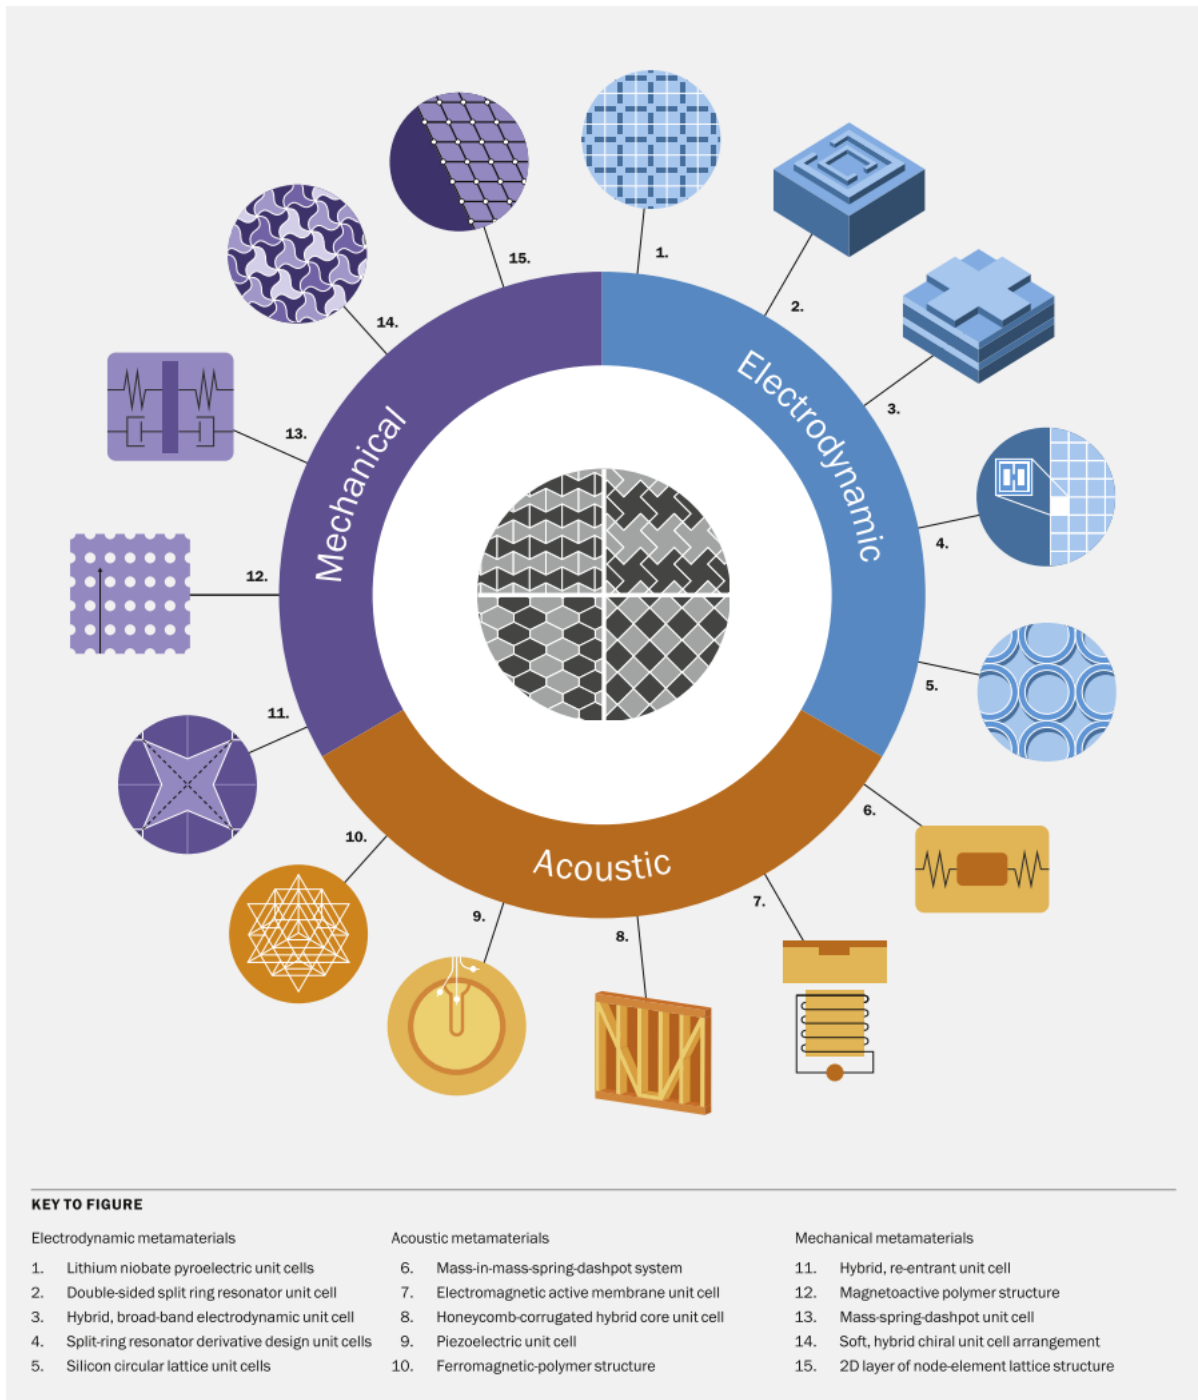 15.
1.
2.
14.
Electrodynamic
3.
Mechanical
13.
4.
12.
5.
11.
6.
10.
Acoustic
7.
9.
8.
KEY TO FIGURE
Electrodynamic metamaterials
1. Lithium niobate pyroelectric unit cells
2. Double-sided split ring resonator unit cell
3. Hybrid, broad-band electrodynamic unit cell
4. Split-ring resonator derivative design unit cells
5. Silicon circular lattice unit cells
Acoustic metamaterials
6. Mass-in-mass-spring-dashpot system
7. Electromagnetic active membrane unit cell
8. Honeycomb-corrugated hybrid core unit cell
9. Piezoelectric unit cell
10. Ferromagnetic-polymer structure
Mechanical metamaterials
11. Hybrid, re-entrant unit cell
12. Magnetoactive polymer structure
13. Mass-spring-dashpot unit cell
14. Soft, hybrid chiral unit cell arrangement
15. 2D layer of node-element lattice structure